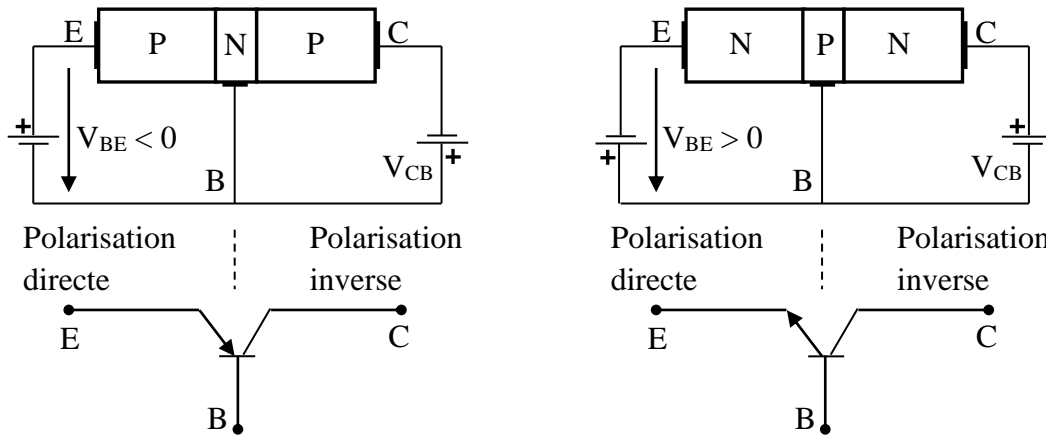 E P N P C
+
V_BE < 0
+
V_CB
B
Polarisation directe
Polarisation inverse
E
C
B
E N P N C
+
V_BE > 0
+
V_CB
B
Polarisation directe
Polarisation inverse
E
C
B